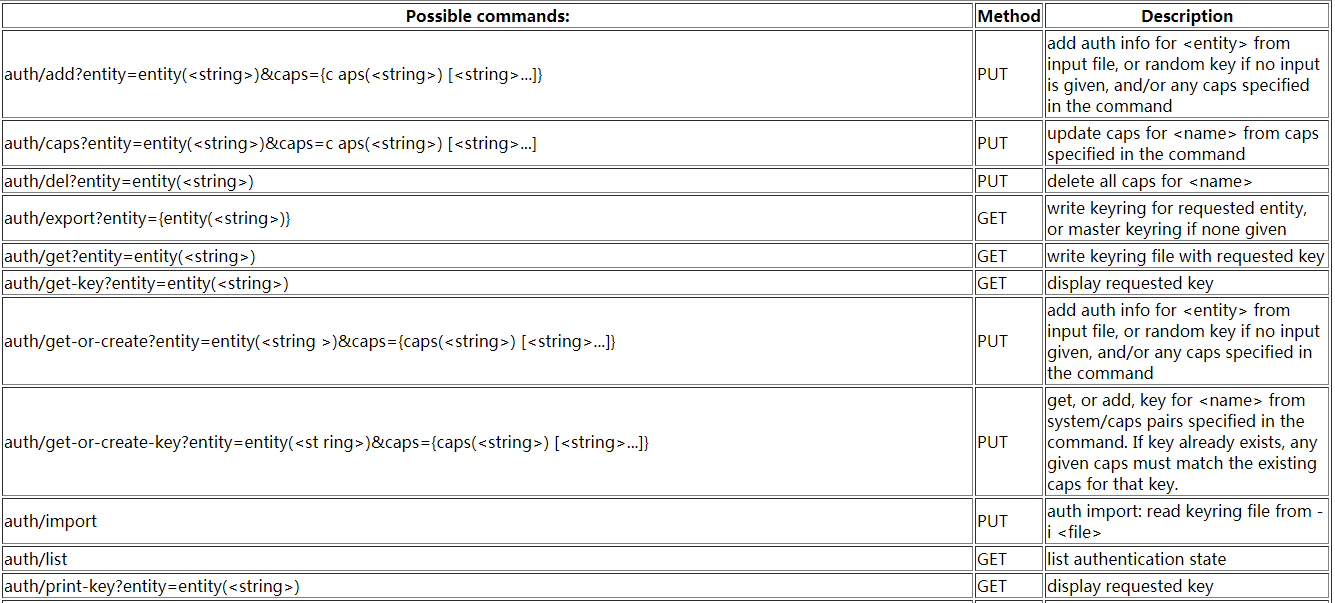 Possible commands: Method Description
auth/add?entity=entity(<string>)&caps={c aps(<string>) [<string>...]} PUT add auth info for <entity> from
input file, or random key if no input
is given, and/or any caps specified
in the command
auth/caps?entity=entity(<string>)&caps=c aps(<string>) [<string>...] PUT update caps for <name> from caps
specified in the command
auth/del?entity=entity(<string>) PUT delete all caps for <name>
auth/export?entity={entity(<string>)} GET write keyring for requested entity,
or master keyring if none given
auth/get?entity=entity(<string>) GET write keyring file with requested key
auth/get-key?entity=entity(<string>) GET display requested key
auth/get-or-create?entity=entity(<string >)&caps={caps(<string>) [<string>...]} PUT add auth info for <entity> from
input file, or random key if no input
given, and/or any caps specified in
the command
auth/get-or-create-key?entity=entity(<st ring>)&caps={caps(<string>) [<string>...]} PUT get, or add, key for <name> from
system/caps pairs specified in the
command. If key already exists, any
given caps must match the existing
caps for that key.
auth/import PUT auth import: read keyring file from -
i <file>
auth/list GET list authentication state
auth/print-key?entity=entity(<string>) GET display requested key